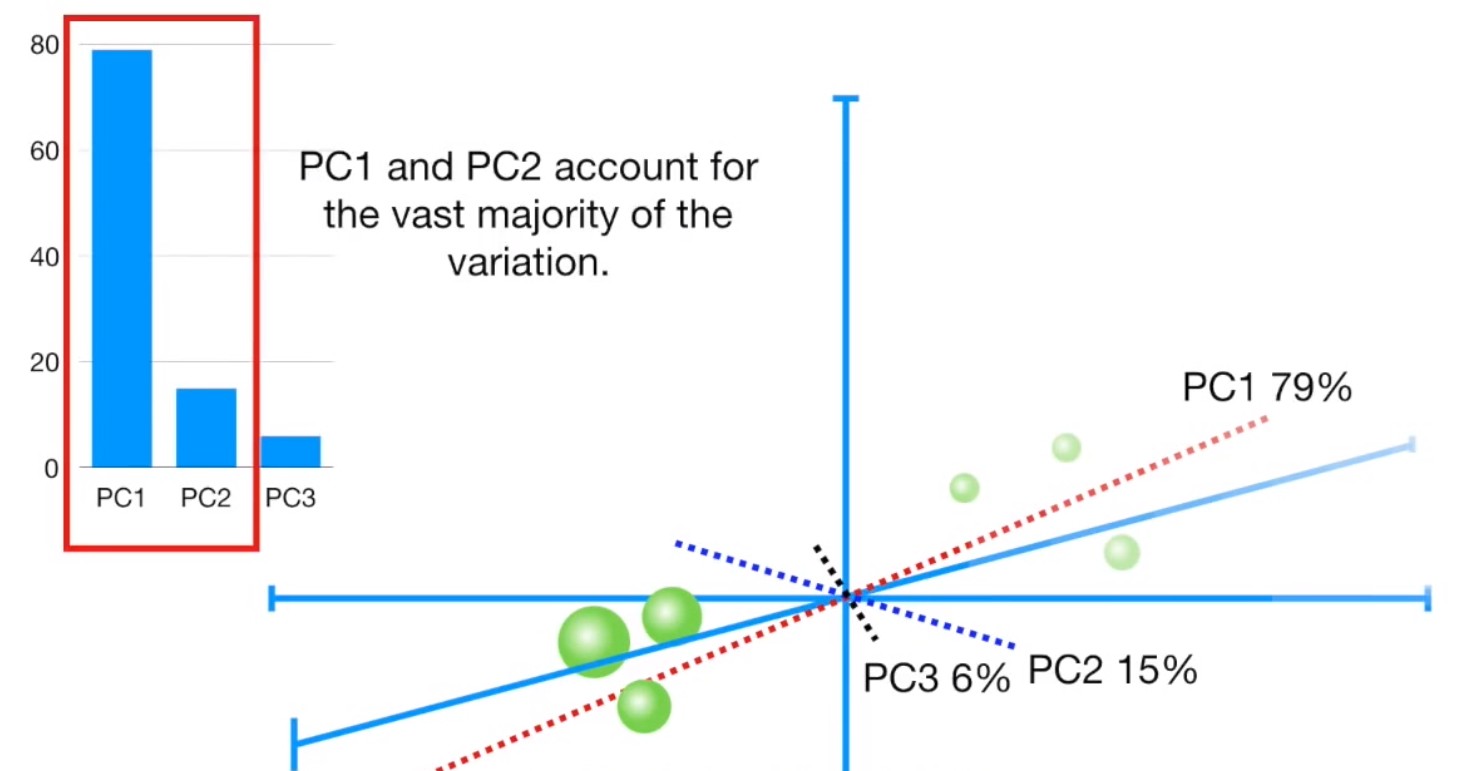 80
60
40
20
0
PC1 PC2 PC3
PC1 and PC2 account for
the vast majority of the
variation.
PC1 79%
PC3 6%
PC2 15%